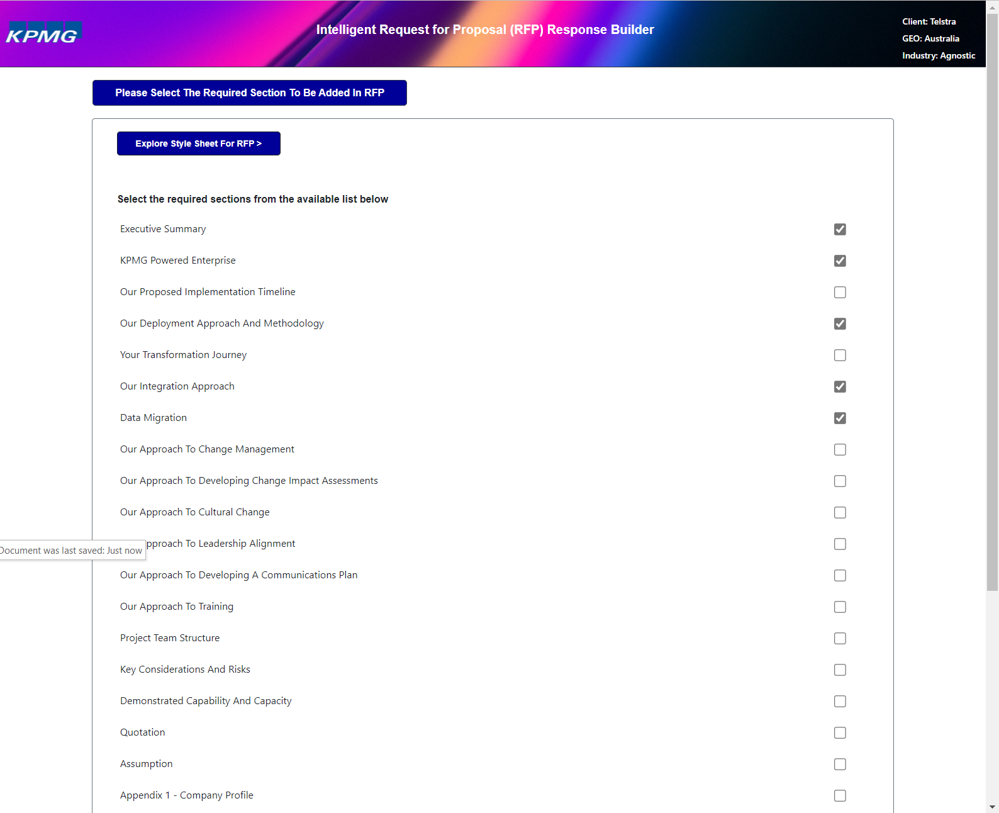 KPMG
Intelligent Request for Proposal (RFP) Response Builder
Client: Telstra
GEO: Australia
Industry: Agnostic
Please Select The Required Section To Be Added In RFP
Explore Style Sheet For RFP >
Select the required sections from the available list below
Executive Summary
KPMG Powered Enterprise
Our Proposed Implementation Timeline
Our Deployment Approach And Methodology
Your Transformation Journey
Our Integration Approach
Data Migration
Our Approach To Change Management
Our Approach To Developing Change Impact Assessments
Our Approach To Cultural Change
pproach To Leadership Alignment
Document was last saved: Just now
Our Approach To Developing A Communications Plan
Our Approach To Training
Project Team Structure
Key Considerations And Risks
Demonstrated Capability And Capacity
Quotation
Assumption
Appendix 1 - Company Profile